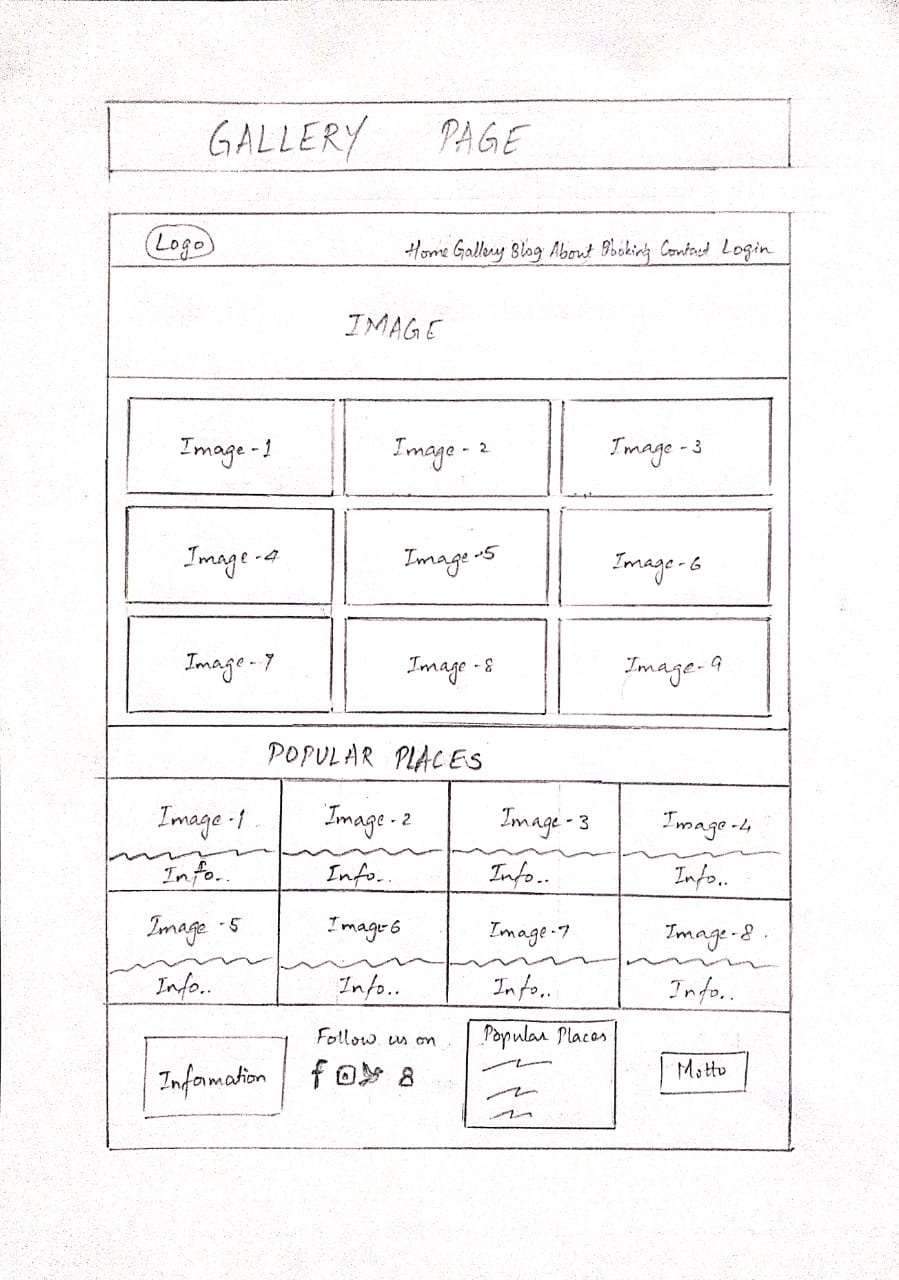 GALLERY PAGE
Logo
Home Gallery Blog About Booking Contact Login
IMAGE
Image-1 Image-2 Image-3
Image-4 Image-5 Image-6
Image-7 Image-8 Image-9
POPULAR PLACES
Image-1 Image-2 Image-3 Image-4
Info.. Info.. Info.. Info..
Image-5 Image-6 Image-7 Image-8
Info.. Info.. Info.. Info..
Information
Follow us on
Popular Places
Motto